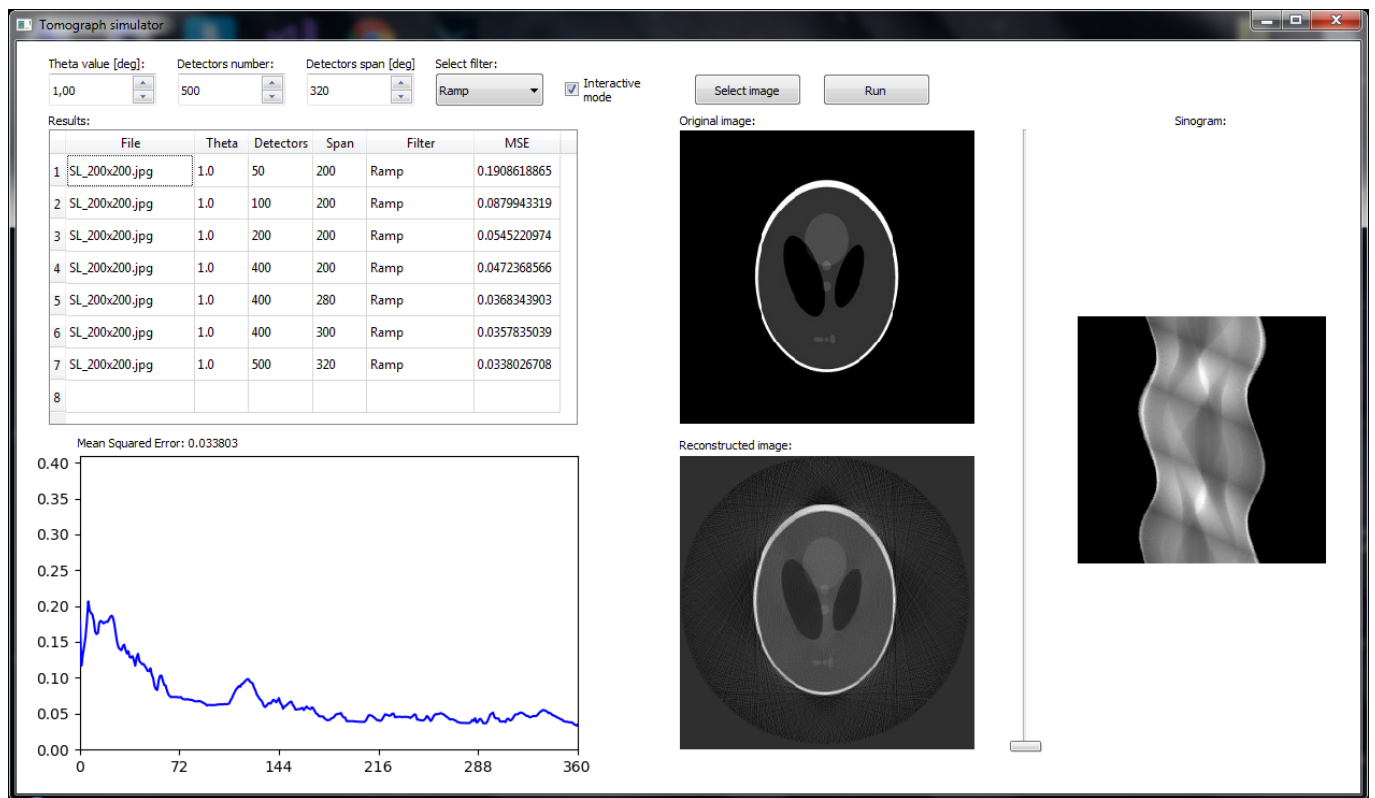 Tomograph simulator
Theta value [deg]: Detectors number: Detectors span [deg] Select filter:
1,00 500 320 Ramp Interactive mode Select image Run
Results:
File Theta Detectors Span Filter MSE
1 SL_200x200.jpg 1.0 50 200 Ramp 0.1908618865
2 SL_200x200.jpg 1.0 100 200 Ramp 0.0879943319
3 SL_200x200.jpg 1.0 200 200 Ramp 0.0545220974
4 SL_200x200.jpg 1.0 400 200 Ramp 0.0472368566
5 SL_200x200.jpg 1.0 400 280 Ramp 0.0368343903
6 SL_200x200.jpg 1.0 400 300 Ramp 0.0357835039
7 SL_200x200.jpg 1.0 500 320 Ramp 0.0338026708
8
Mean Squared Error: 0.033803
0.40
0.35
0.30
0.25
0.20
0.15
0.10
0.05
0.00
0 72 144 216 288 360
Original image:
Reconstructed image:
Sinogram: